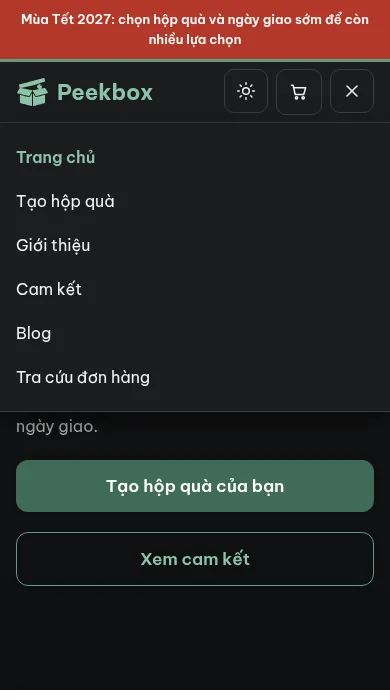 Mùa Tết 2027: chọn hộp quà và ngày giao sớm để còn
nhiều lựa chọn
Peekbox
Trang chủ
Tạo hộp quà
Giới thiệu
Cam kết
Blog
Tra cứu đơn hàng
ngày giao.
Tạo hộp quà của bạn
Xem cam kết